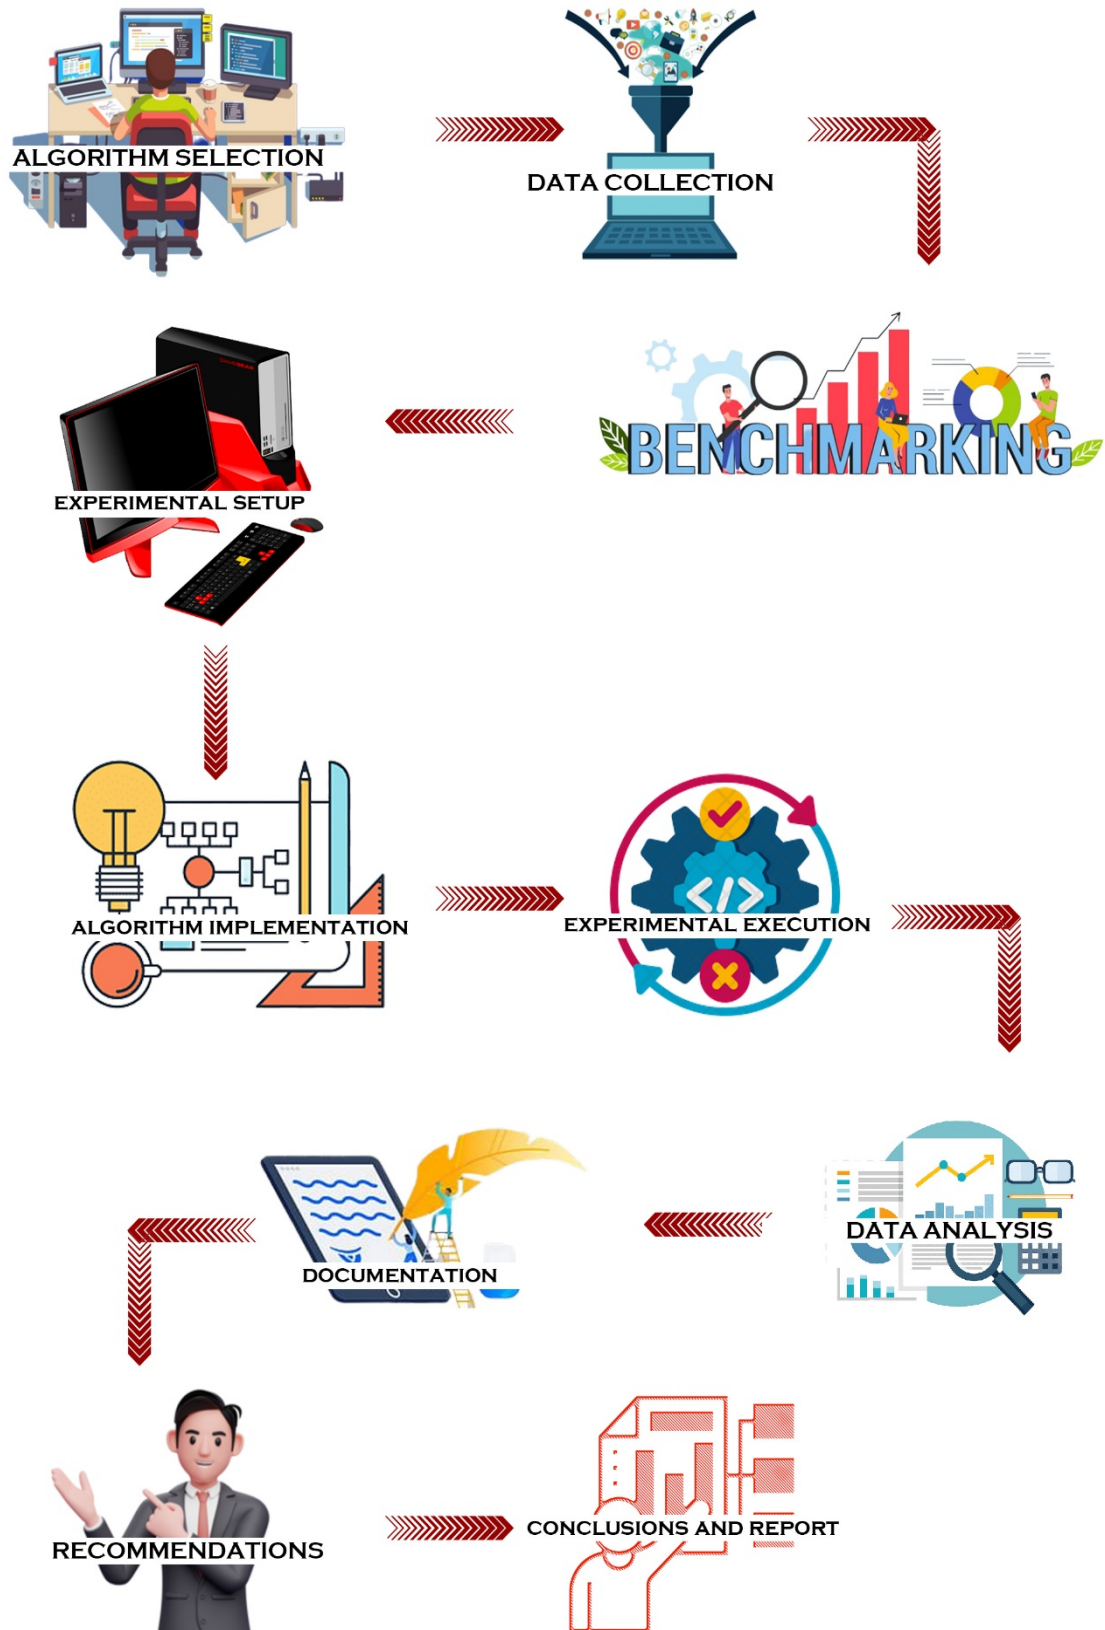 ALGORITHM SELECTION
DATA COLLECTION
BENCHMARKING
EXPERIMENTAL SETUP
ALGORITHM IMPLEMENTATION
</>
EXPERIMENTAL EXECUTION
DATA ANALYSIS
DOCUMENTATION
RECOMMENDATIONS
CONCLUSIONS AND REPORT